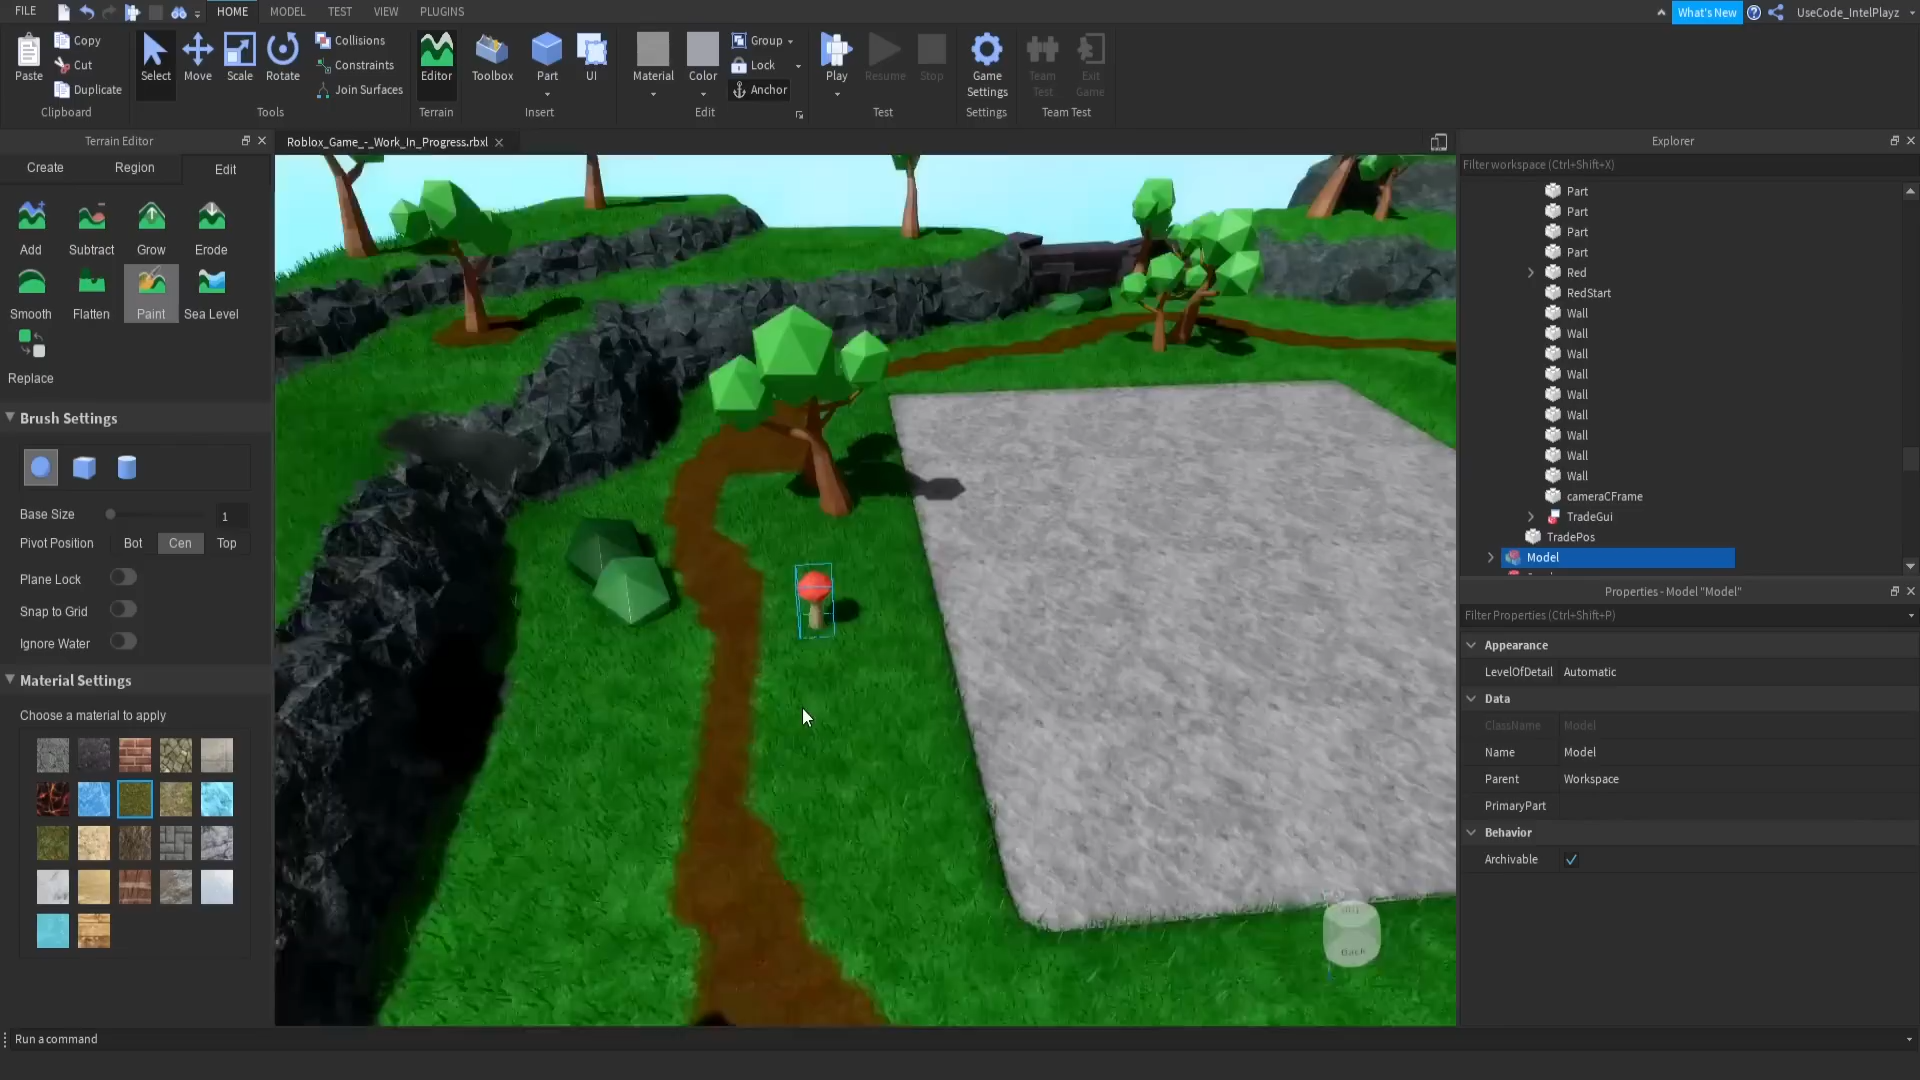 FILE HOME MODEL TEST VIEW PLUGINS What's New UseCode_IntelPlayz
Copy Collisions Group
Cut Constraints Lock
Paste Select Move Scale Rotate Editor Toolbox Part UI Material Color Play Resume Stop Game Settings Team Test Exit Game
Duplicate Join Surfaces Anchor
Clipboard Tools Terrain Insert Edit Test Settings Team Test
Terrain Editor
Roblox_Game_-_Work_In_Progress.rbxl
Explorer
Create Region Edit
Filter workspace (Ctrl+Shift+X)
Add Subtract Grow Erode
Smooth Flatten Paint Sea Level
Replace
Brush Settings
Base Size 1
Pivot Position Bot Cen Top
Plane Lock
Snap to Grid
Ignore Water
Material Settings
Choose a material to apply
Part
Part
Part
Part
Red
RedStart
Wall
Wall
Wall
Wall
Wall
Wall
Wall
Wall
Wall
cameraCFrame
TradeGui
TradePos
Model
Properties - Model "Model"
Filter Properties (Ctrl+Shift+P)
Appearance
LevelOfDetail Automatic
Data
ClassName Model
Name Model
Parent Workspace
PrimaryPart
Behavior
Archivable
Back
Run a command